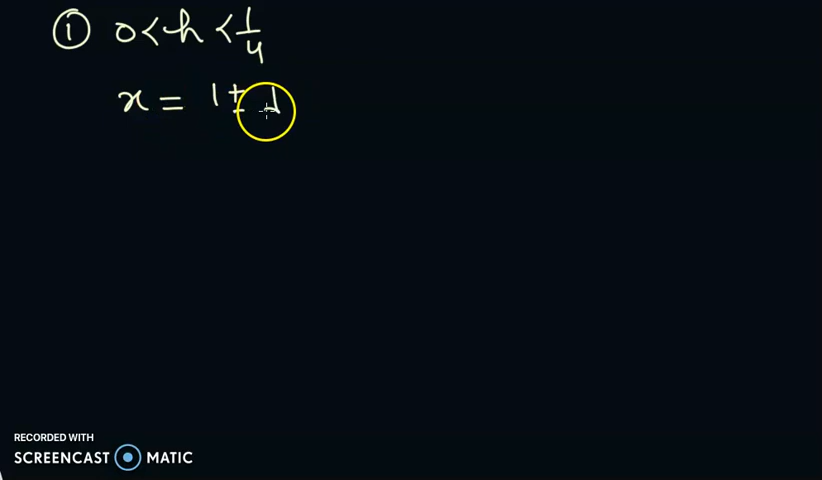 ① 0 < h < 1/4
x = 1 ±
RECORDED WITH
SCREENCAST MATIC